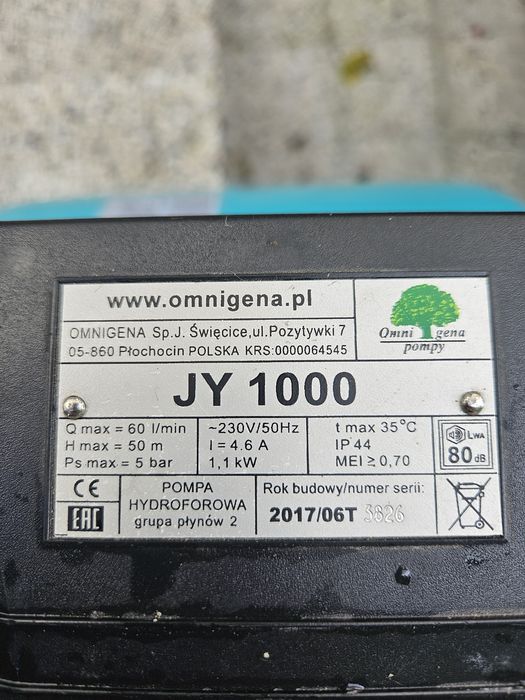 www.omnigena.pl
OMNIGENA Sp.J. Święcice,ul.Pozytywki 7
05-860 Płochocin POLSKA KRS:0000064545
Omni gena
pompy
JY 1000
Q max = 60 l/min
H max = 50 m
Ps max = 5 bar
~230V/50Hz
I = 4.6 A
1,1 kW
t max 35°C
IP 44
MEI ≥ 0,70
LWA
80dB
CE
EAC
POMPA
HYDROFOROWA
grupa płynów 2
Rok budowy/numer serii:
2017/06T 3826